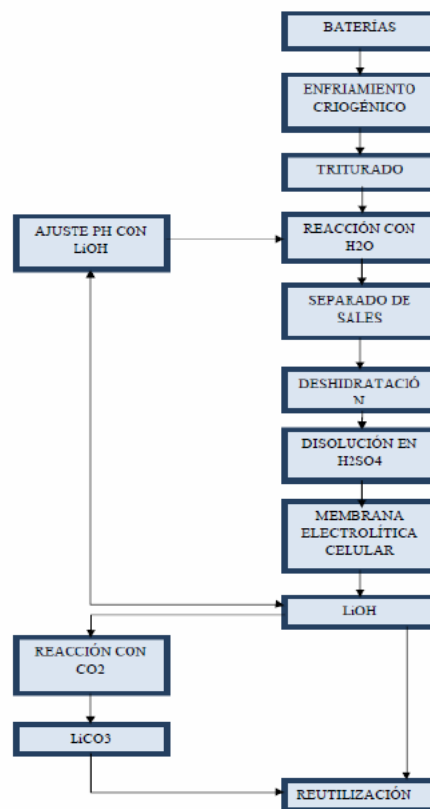 BATERÍAS
ENFRIAMIENTO
CRIOGÉNICO
TRITURADO
AJUSTE PH CON
LiOH
REACCIÓN CON
H2O
SEPARADO DE
SALES
DESHIDRATACIÓ
N
DISOLUCIÓN EN
H2SO4
MEMBRANA
ELECTROLÍTICA
CELULAR
LiOH
REACCIÓN CON
CO2
LiCO3
REUTILIZACIÓN